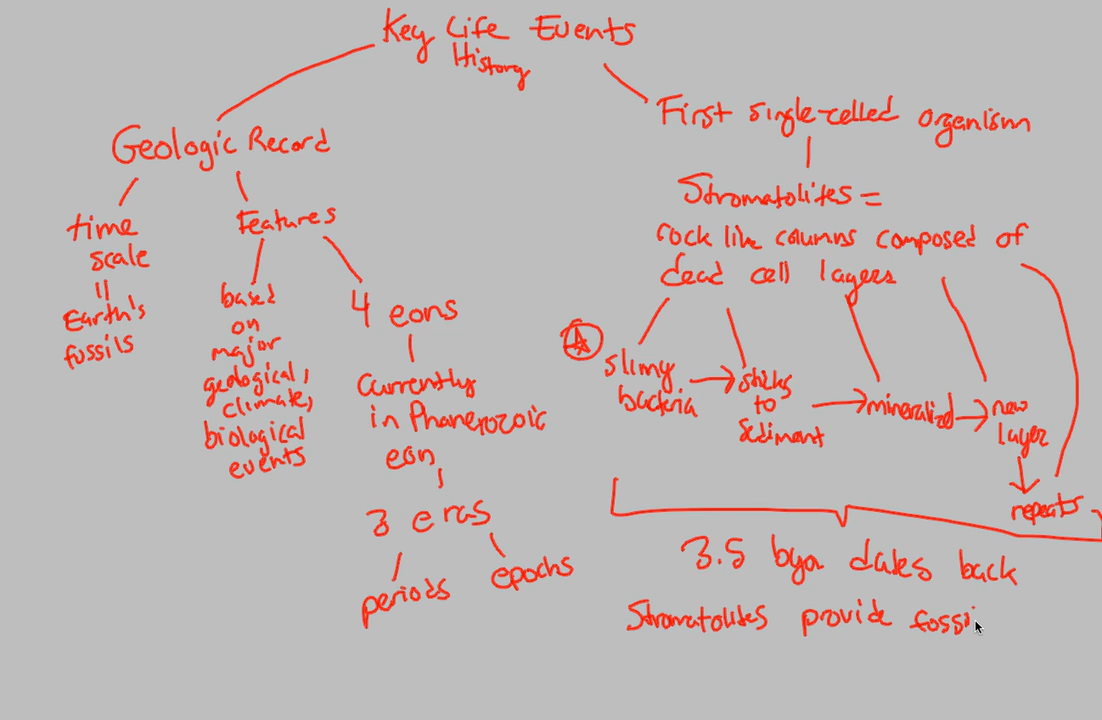 Key Life Events
History
Geologic Record
time
scale
Earth's
fossils
Features
based
on
major
geological,
climate,
biological
events
4 eons
Currently
in Phanerozoic
eon
3 eras
periods
epochs
First single-celled organism
Stromatolites =
rock like columns composed of
dead cell layers
slimy
bacteria
sticks
to
sediment
mineralized
new
layer
repeats
3.5 bya dates back
Stromatolites provide fossi